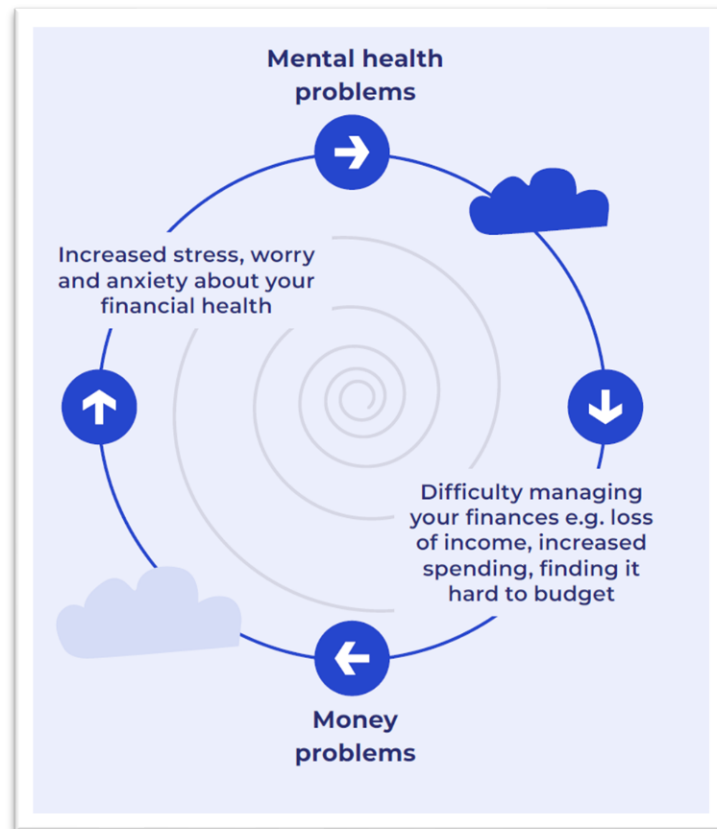 Mental health
problems
Increased stress, worry
and anxiety about your
financial health
Difficulty managing
your finances e.g. loss
of income, increased
spending, finding it
hard to budget
Money
problems